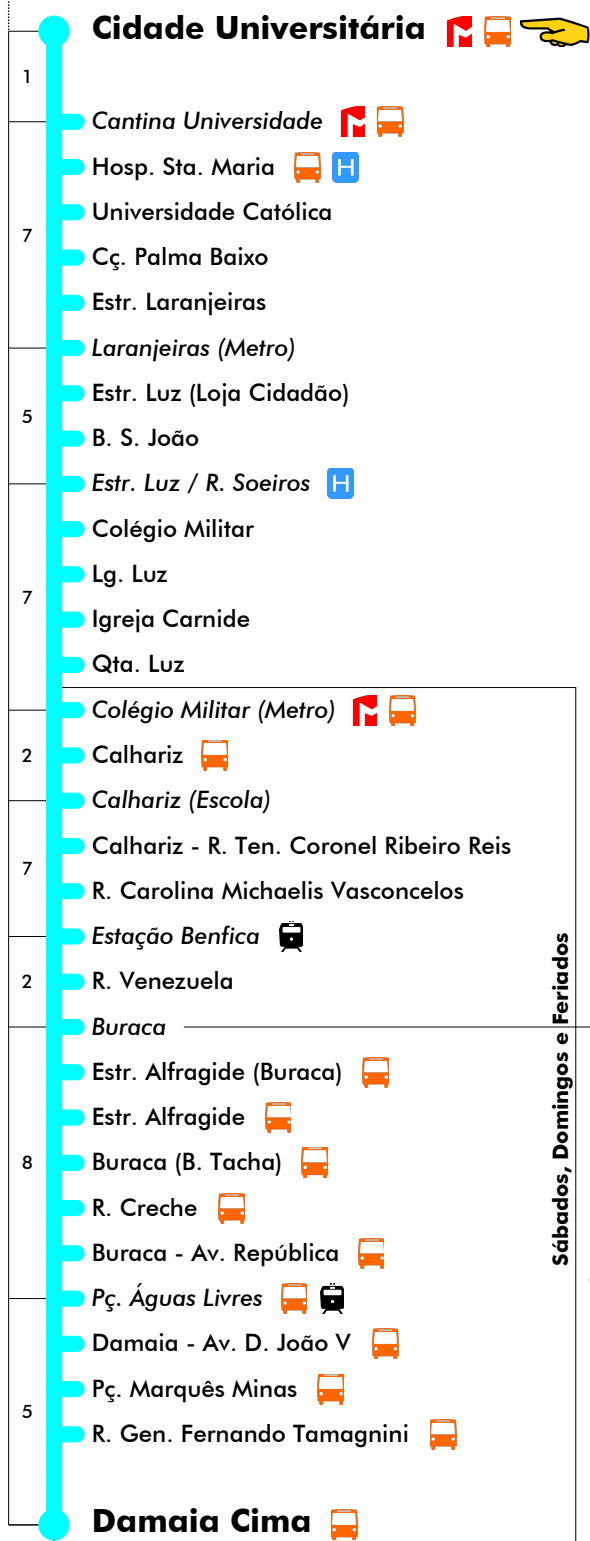 Cidade Universitária
1
Cantina Universidade
Hosp. Sta. Maria H
Universidade Católica
7
Cç. Palma Baixo
Estr. Laranjeiras
Laranjeiras (Metro)
Estr. Luz (Loja Cidadão)
5
B. S. João
Estr. Luz / R. Soeiros H
Colégio Militar
Lg. Luz
7
Igreja Carnide
Qta. Luz
Colégio Militar (Metro)
2 Calhariz
Calhariz (Escola)
Calhariz - R. Ten. Coronel Ribeiro Reis
7
R. Carolina Michaelis Vasconcelos
Estação Benfica
2 R. Venezuela
Buraca
Estr. Alfragide (Buraca)
Estr. Alfragide
8 Buraca (B. Tacha)
R. Creche
Buraca - Av. República
Sábados, Domingos e Feriados
Pç. Águas Livres
Damaia - Av. D. João V
Pç. Marquês Minas
5
R. Gen. Fernando Tamagnini
Damaia Cima